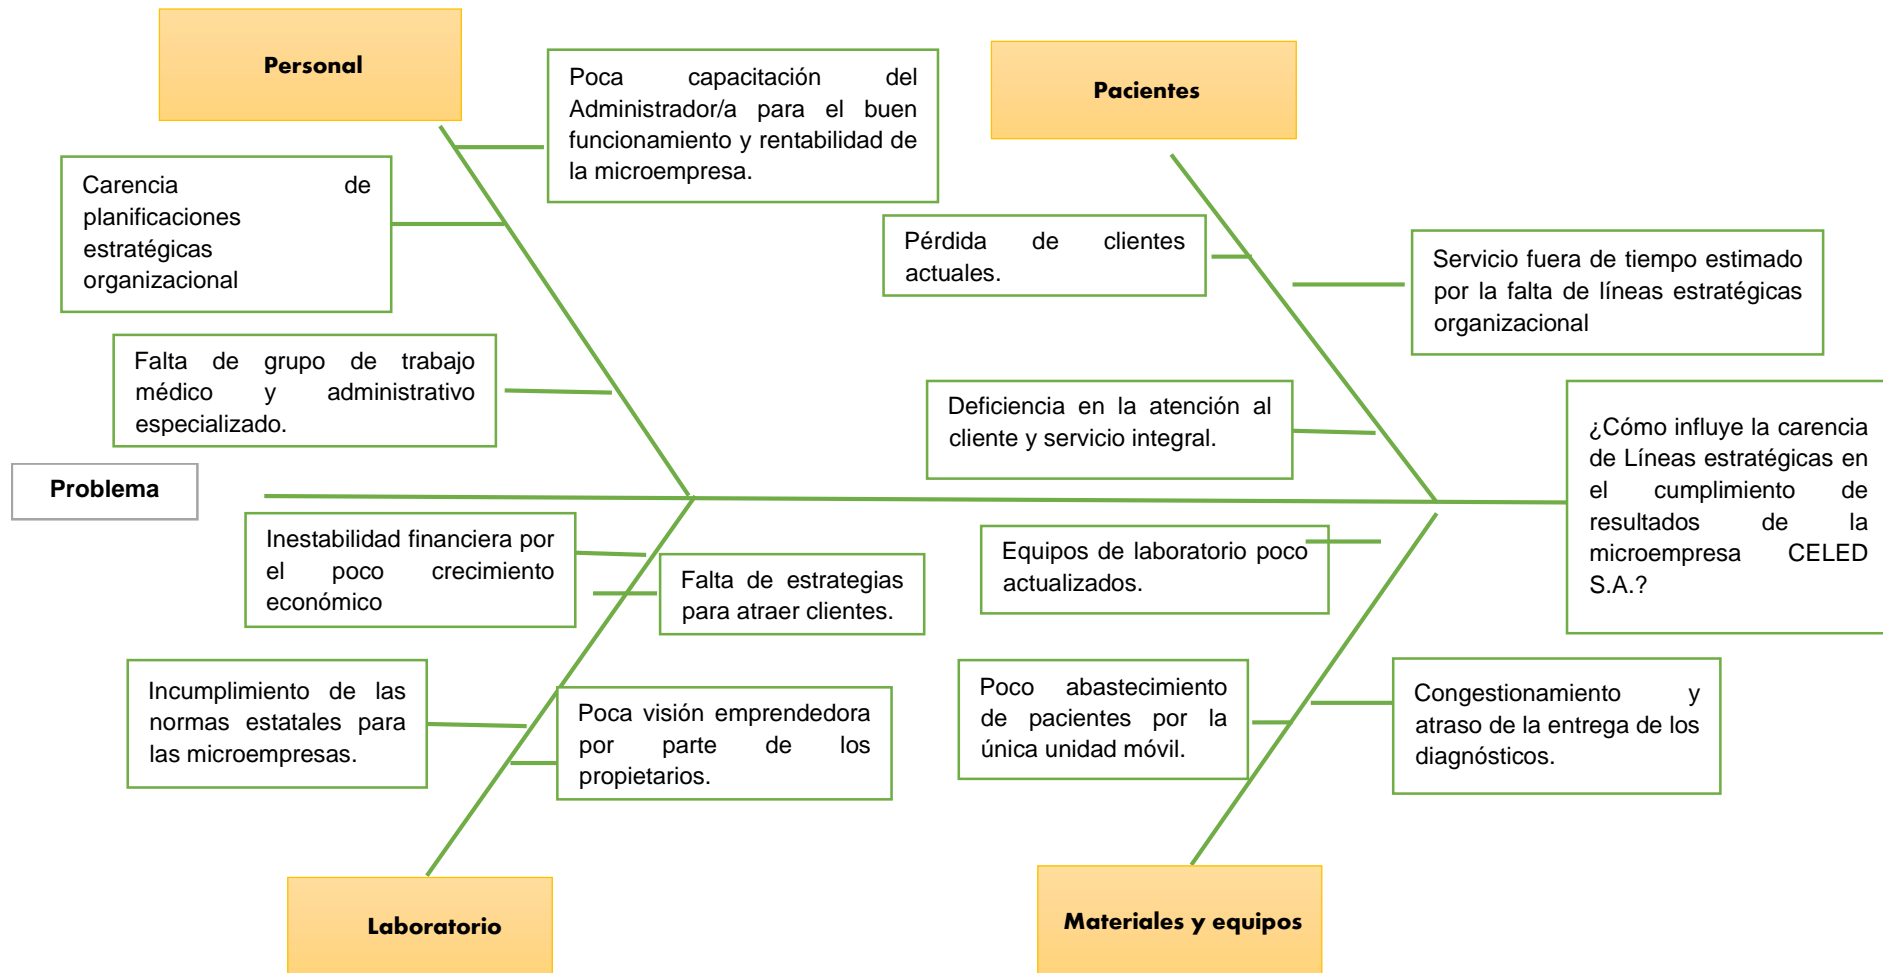 Personal
Poca capacitación del
Administrador/a para el buen
funcionamiento y rentabilidad de
la microempresa.
Pacientes
Carencia de
planificaciones
estratégicas
organizacional
Pérdida de clientes
actuales.
Servicio fuera de tiempo estimado
por la falta de líneas estratégicas
organizacional
Falta de grupo de trabajo
médico y administrativo
especializado.
Deficiencia en la atención al
cliente y servicio integral.
¿Cómo influye la carencia
de Líneas estratégicas en
el cumplimiento de
resultados de la
microempresa CELED
S.A.?
Problema
Inestabilidad financiera por
el poco crecimiento
económico
Falta de estrategias
para atraer clientes.
Equipos de laboratorio poco
actualizados.
Incumplimiento de las
normas estatales para
las microempresas.
Poca visión emprendedora
por parte de los
propietarios.
Poco abastecimiento
de pacientes por la
única unidad móvil.
Congestionamiento y
atraso de la entrega de los
diagnósticos.
Laboratorio
Materiales y equipos